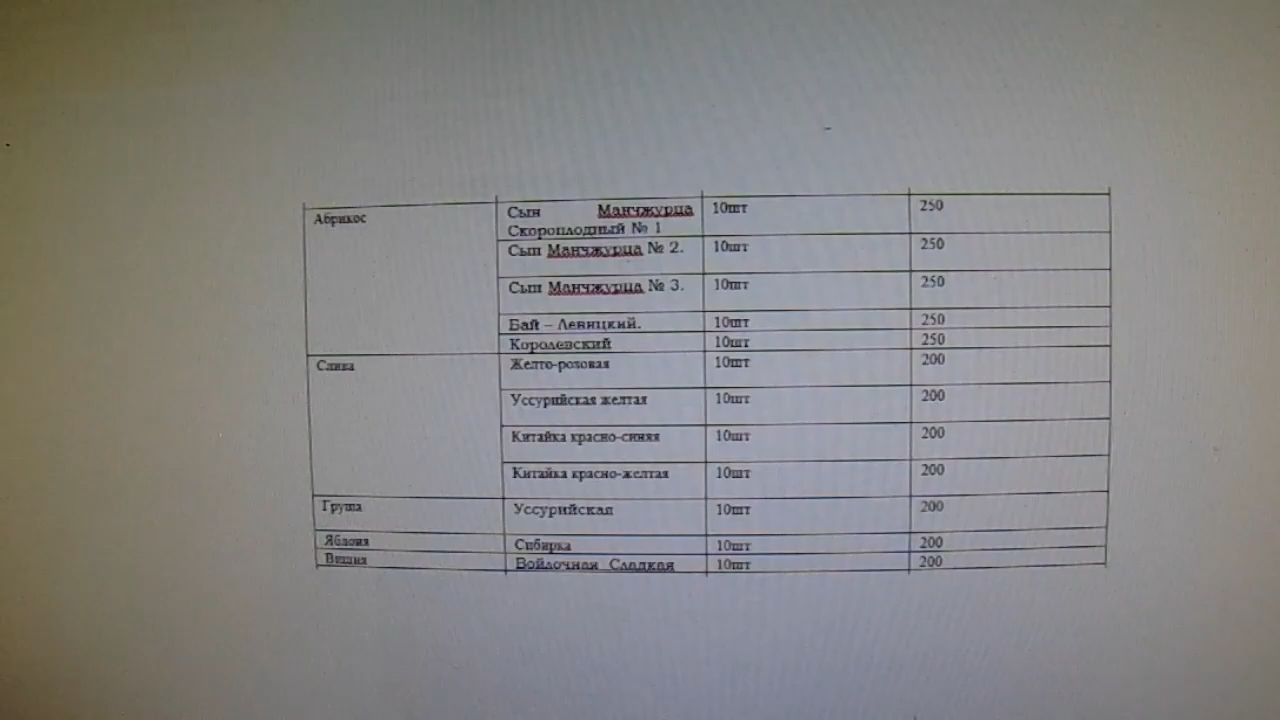 Абрикос Сын Манчжурца 10шт 250
Скороплодный № 1
Сын Манчжурца № 2. 10шт 250
Сын Манчжурца № 3. 10шт 250
Бай – Левицкий. 10шт 250
Королевский 10шт 250
Слива Желто-розовая 10шт 200
Уссурийская желтая 10шт 200
Китайка красно-синяя 10шт 200
Китайка красно-желтая 10шт 200
Груша Уссурийская 10шт 200
Яблоня Сибирка 10шт 200
Вишня Войлочная Сладкая 10шт 200